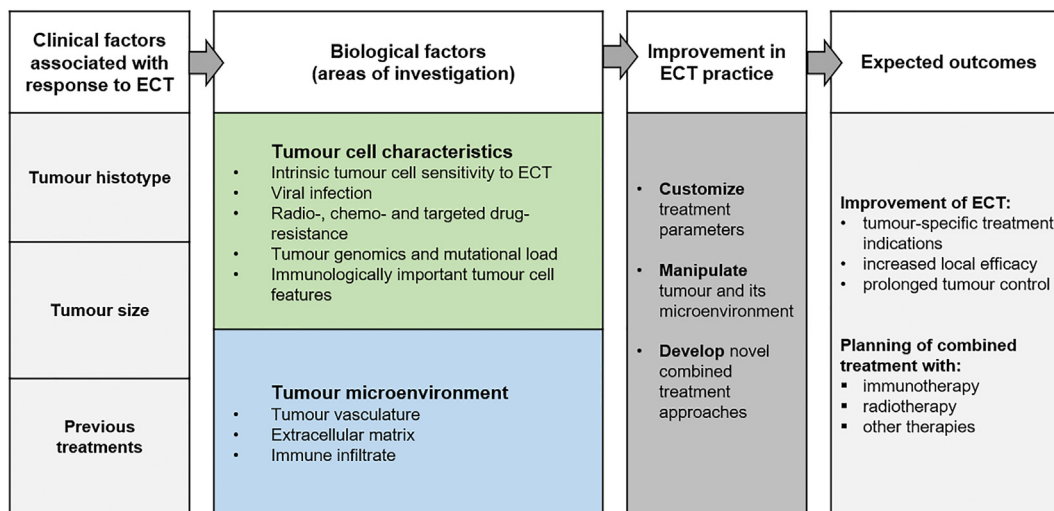 Clinical factors
associated with
response to ECT
Tumour histotype
Tumour size
Previous
treatments
Biological factors
(areas of investigation)
Tumour cell characteristics
• Intrinsic tumour cell sensitivity to ECT
• Viral infection
• Radio-, chemo- and targeted drug-
resistance
• Tumour genomics and mutational load
• Immunologically important tumour cell
features
Tumour microenvironment
• Tumour vasculature
• Extracellular matrix
• Immune infiltrate
Improvement in
ECT practice
• Customize
treatment
parameters
• Manipulate
tumour and its
microenvironment
• Develop novel
combined
treatment
approaches
Expected outcomes
Improvement of ECT:
• tumour-specific treatment
indications
• increased local efficacy
• prolonged tumour control
Planning of combined
treatment with:
▪ immunotherapy
▪ radiotherapy
▪ other therapies